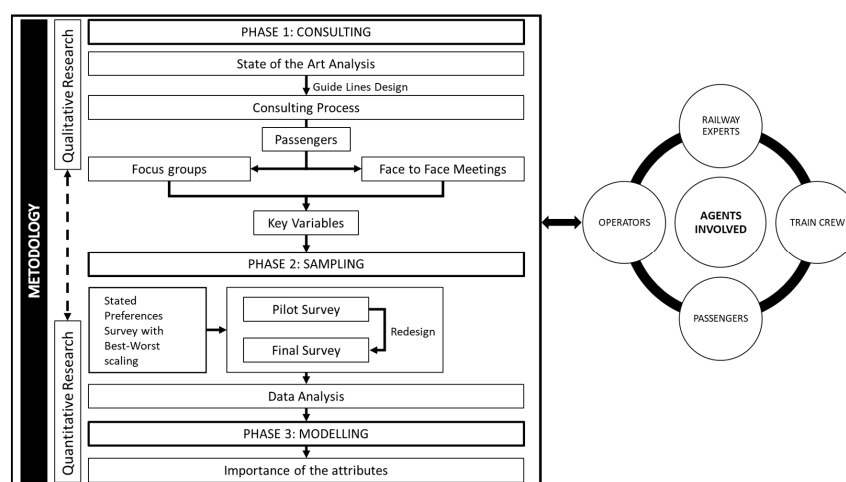 METODOLOGY
Qualitative Research
Quantitative Research
PHASE 1: CONSULTING
State of the Art Analysis
Guide Lines Design
Consulting Process
Passengers
Focus groups
Face to Face Meetings
Key Variables
PHASE 2: SAMPLING
Stated
Preferences
Survey with
Best-Worst
scaling
Pilot Survey
Redesign
Final Survey
Data Analysis
PHASE 3: MODELLING
Importance of the attributes
RAILWAY
EXPERTS
OPERATORS
AGENTS
INVOLVED
TRAIN CREW
PASSENGERS